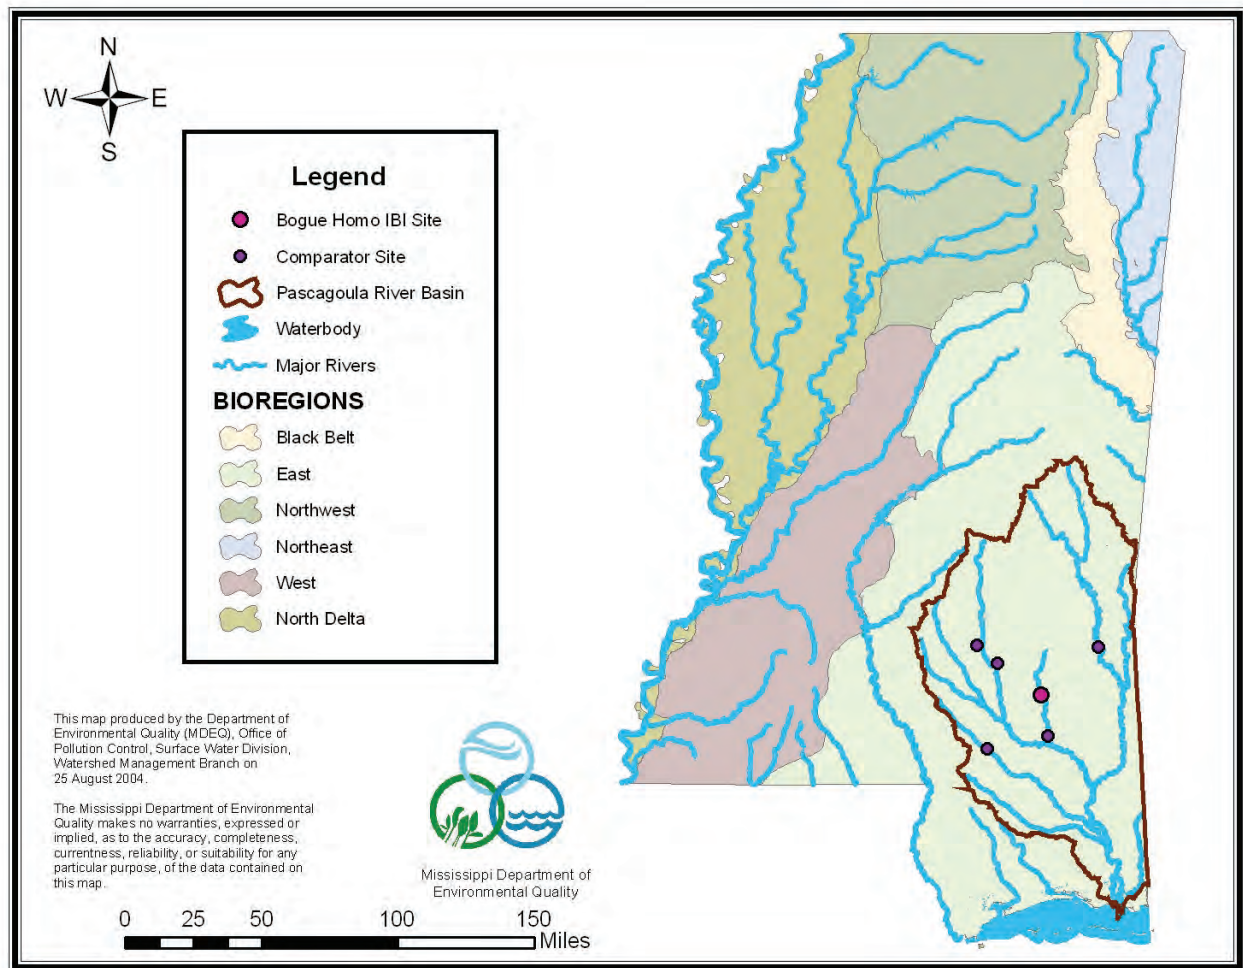 N
W E
S
Legend
Bogue Homo IBI Site
Comparator Site
Pascagoula River Basin
Waterbody
Major Rivers
BIOREGIONS
Black Belt
East
Northwest
Northeast
West
North Delta
This map produced by the Department of
Environmental Quality (MDEQ), Office of
Pollution Control, Surface Water Division,
Watershed Management Branch on
25 August 2004.
The Mississippi Department of Environmental
Quality makes no warranties, expressed or
implied, as to the accuracy, completeness,
currentness, reliability, or suitability for any
particular purpose, of the data contained on
this map.
Mississippi Department of
Environmental Quality
0 25 50 100 150
Miles